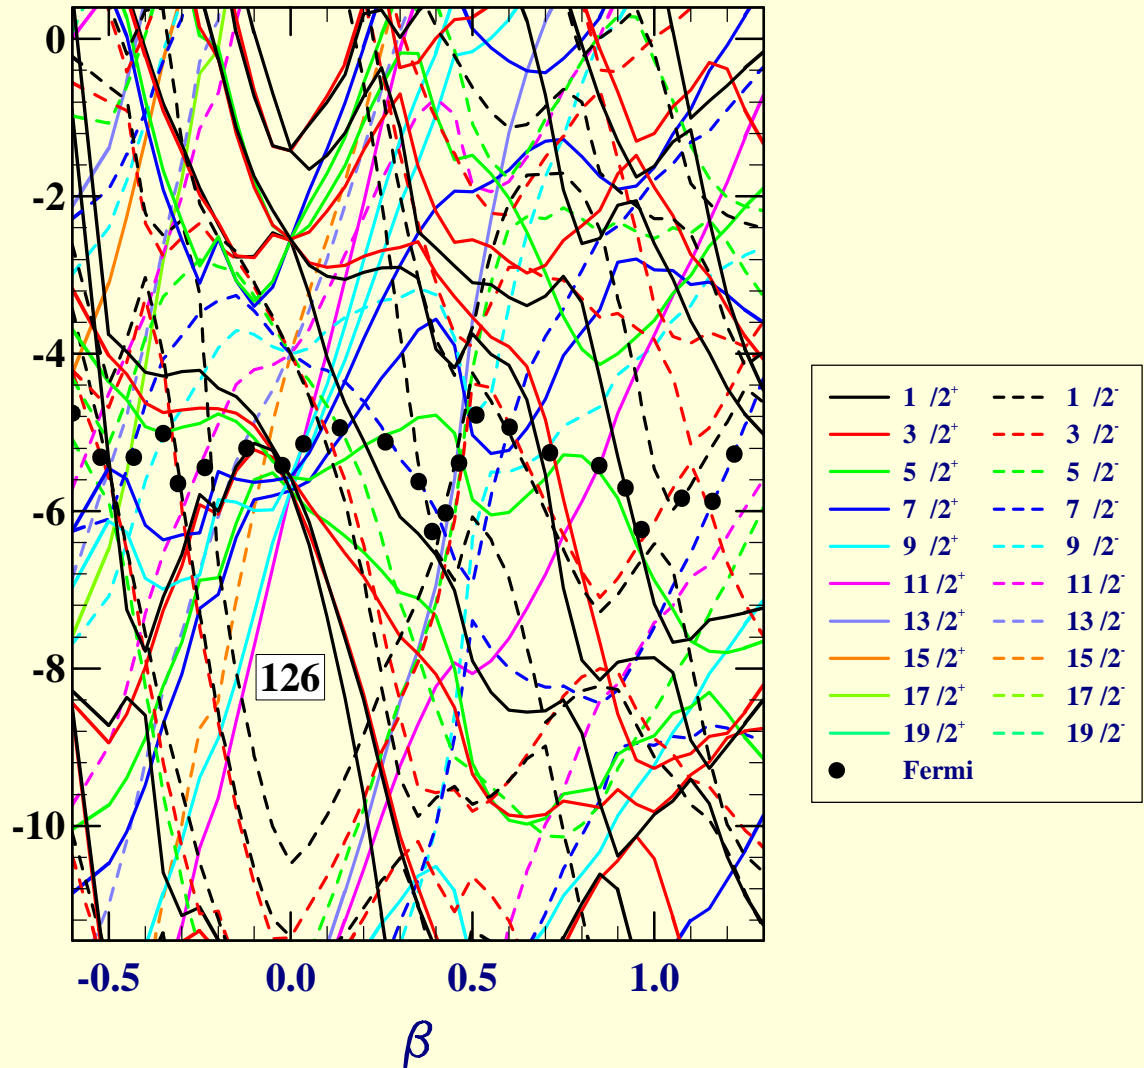 0
-2
-4
-6
-8
-10
126
-0.5 0.0 0.5 1.0
β
1 /2⁺ 1 /2⁻
3 /2⁺ 3 /2⁻
5 /2⁺ 5 /2⁻
7 /2⁺ 7 /2⁻
9 /2⁺ 9 /2⁻
11 /2⁺ 11 /2⁻
13 /2⁺ 13 /2⁻
15 /2⁺ 15 /2⁻
17 /2⁺ 17 /2⁻
19 /2⁺ 19 /2⁻
Fermi